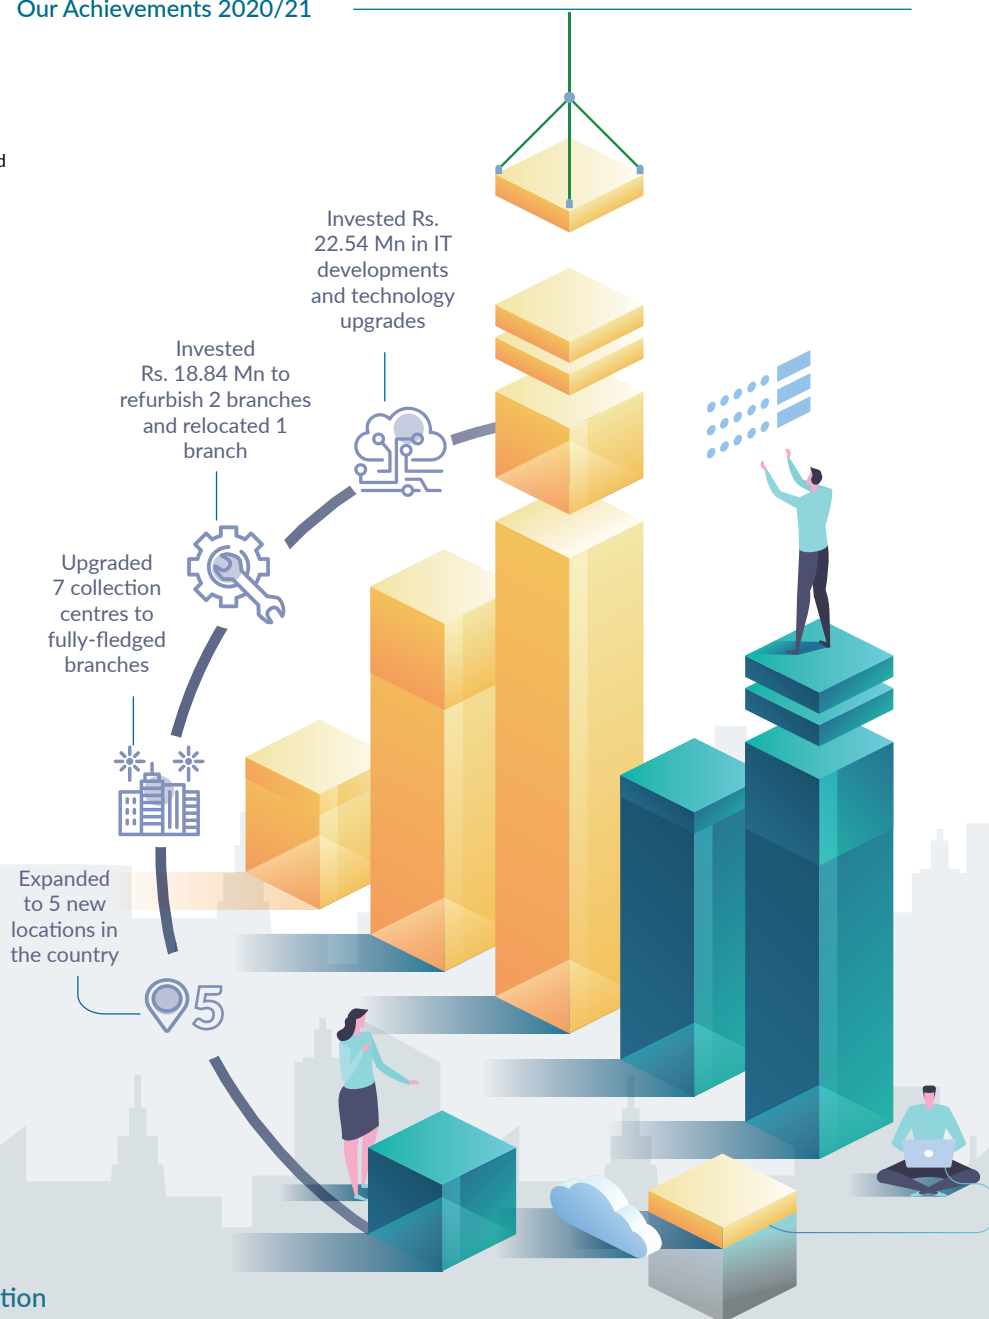 Our Achievements 2020/21
d
Invested Rs.
22.54 Mn in IT
developments
and technology
upgrades
Invested
Rs. 18.84 Mn to
refurbish 2 branches
and relocated 1
branch
Upgraded
7 collection
centres to
fully-fledged
branches
Expanded
to 5 new
locations in
the country
5
tion